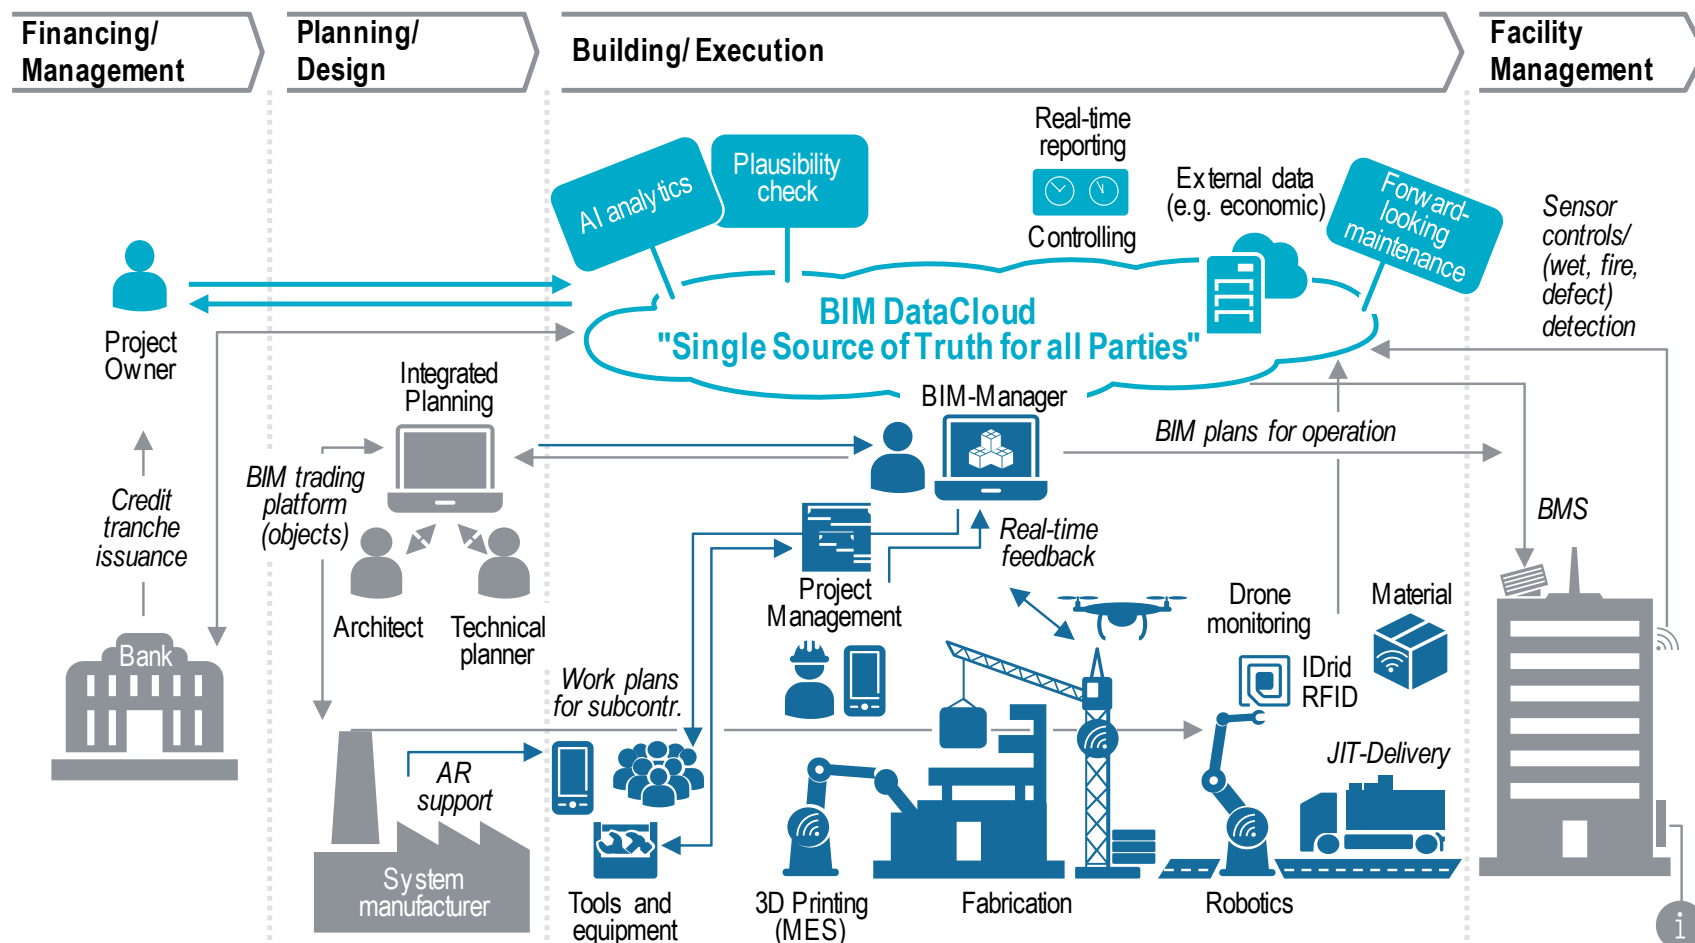 Financing/
Management
Planning/
Design
Building/ Execution
Facility
Management
Real-time
reporting
Controlling
AI analytics
Plausibility
check
External data
(e.g. economic)
Forward-
looking
maintenance
Sensor
controls/
(wet, fire,
defect)
detection
BIM DataCloud
"Single Source of Truth for all Parties"
Project
Owner
Integrated
Planning
BIM-Manager
BIM plans for operation
BIM trading
platform
(objects)
Credit
tranche
issuance
BMS
Real-time
feedback
Project
Management
Architect
Technical
planner
Drone
monitoring
Material
Bank
IDrid
RFID
Work plans
for subcontr.
AR
support
JIT-Delivery
System
manufacturer
Tools and
equipment
3D Printing
(MES)
Fabrication
Robotics
i